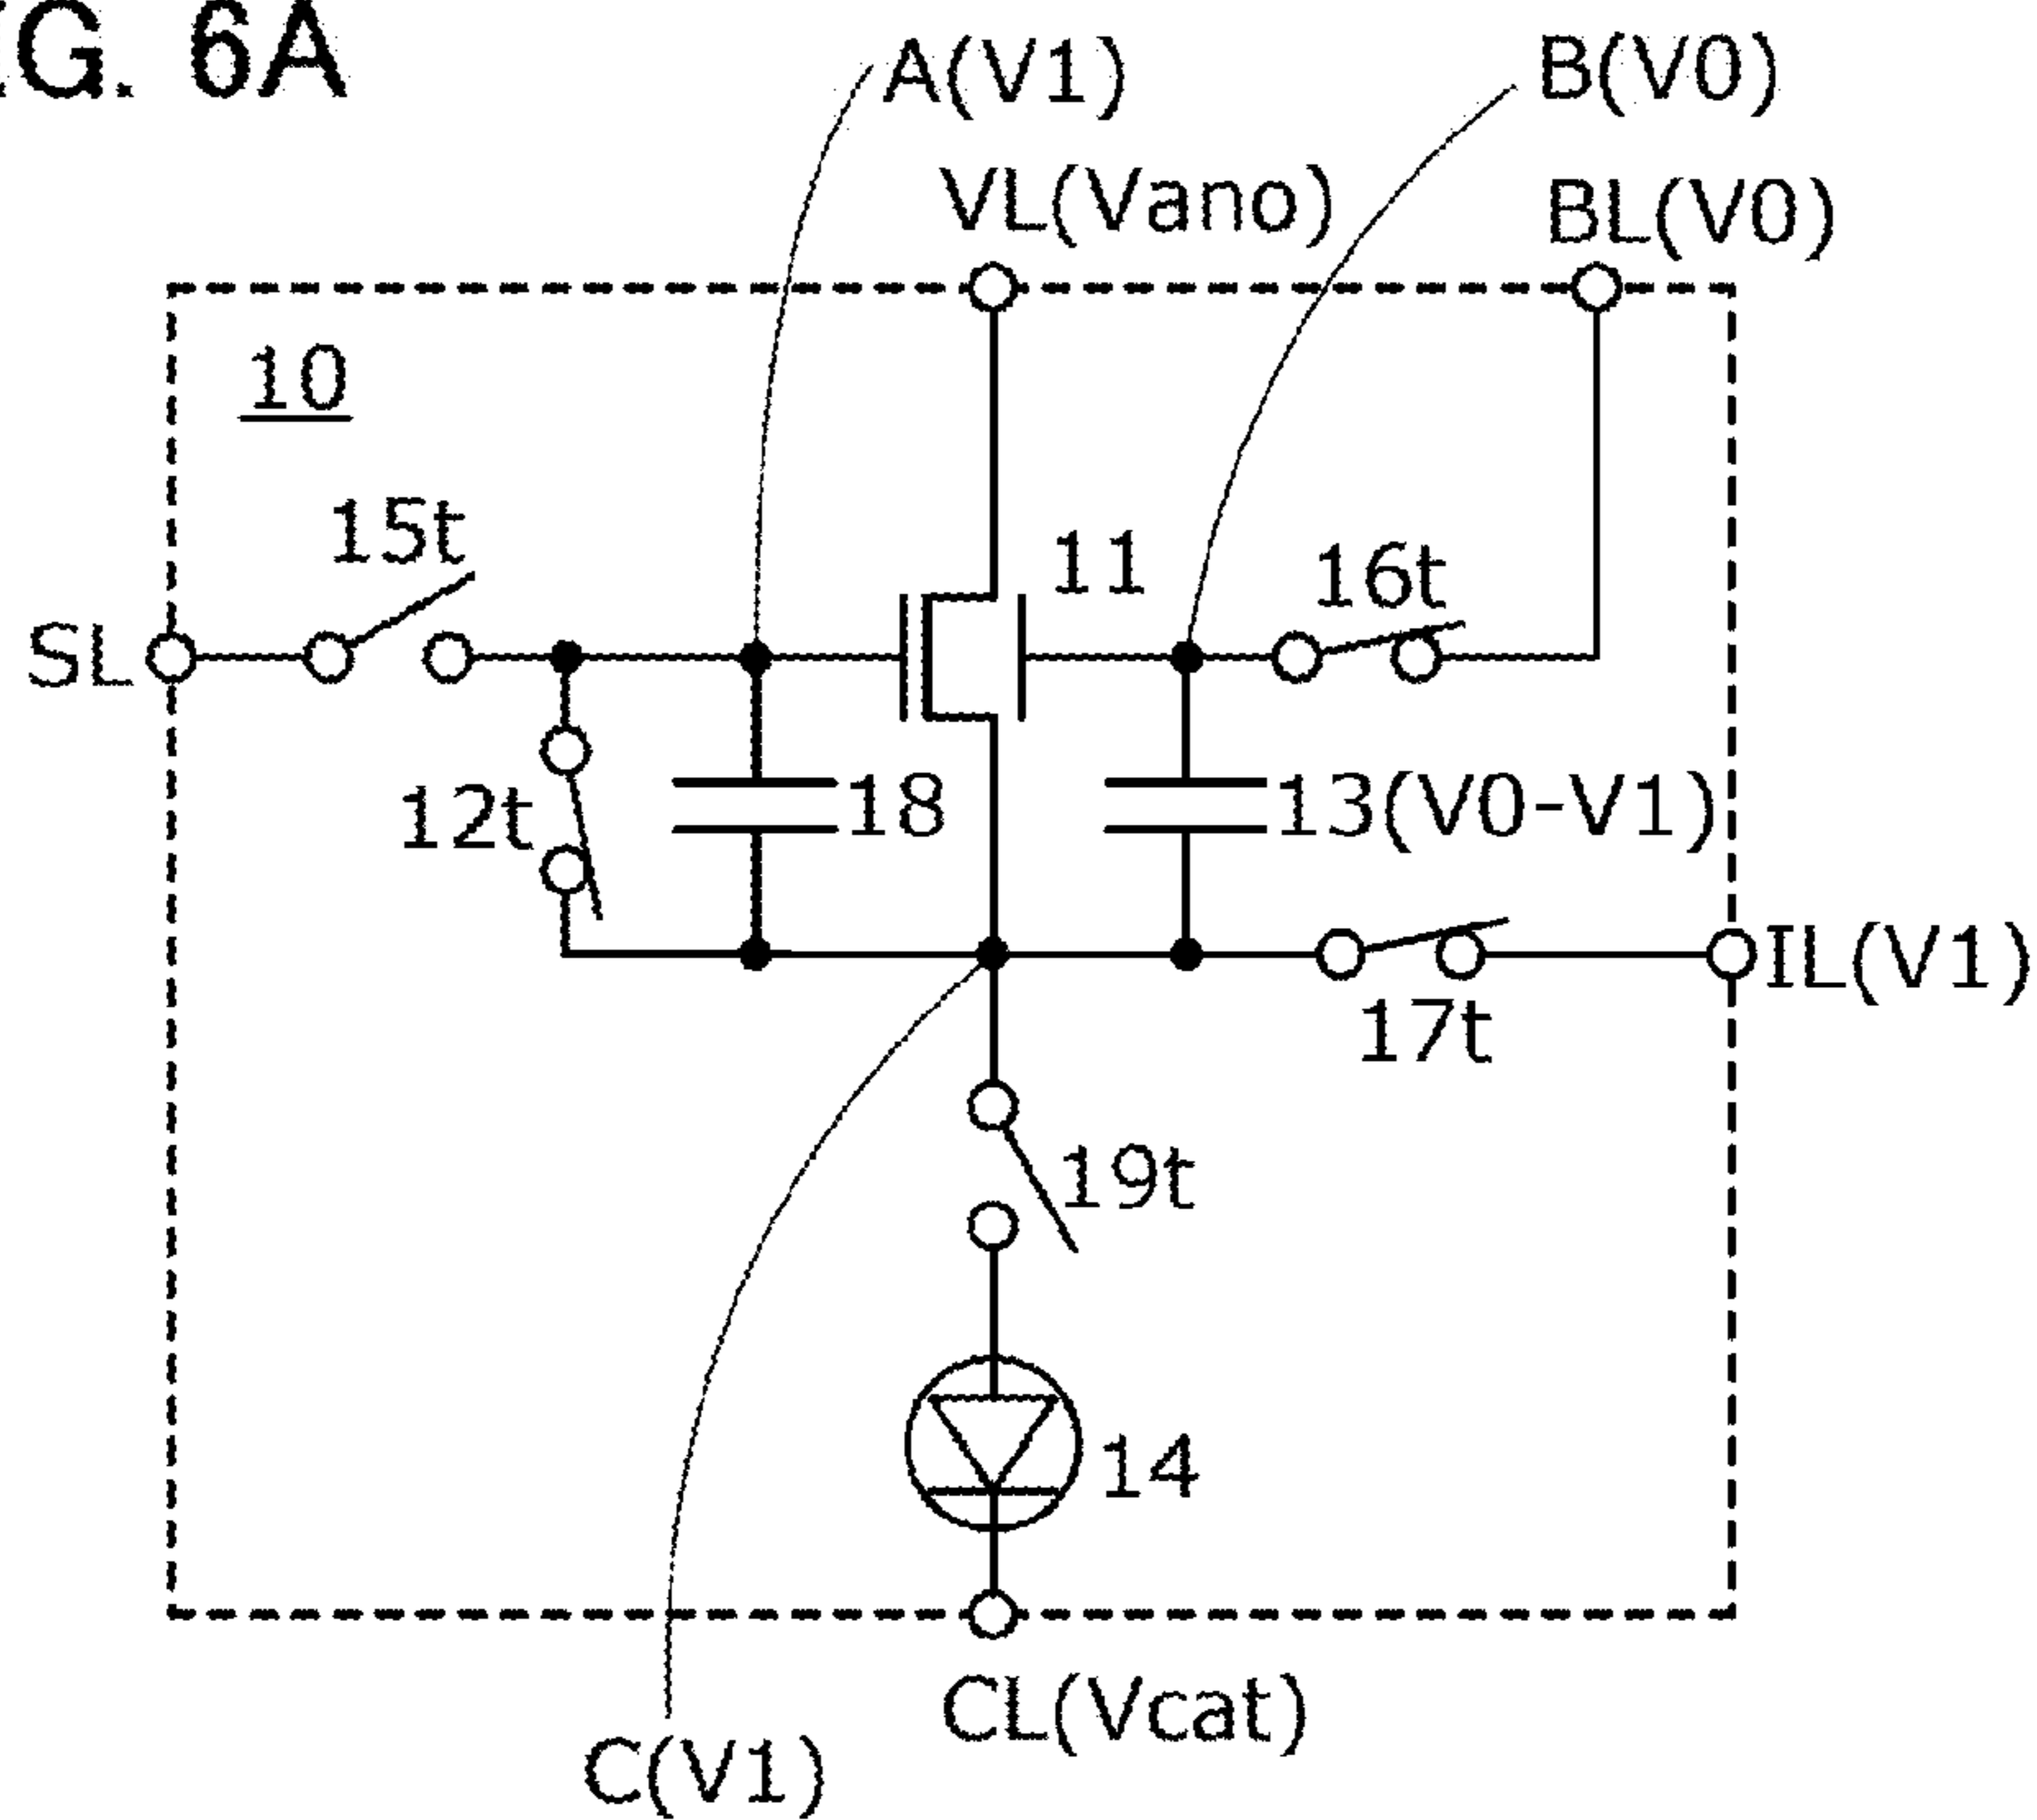 G. 6A
A(V1)
B(V0)
VL(Vano)
BL(V0)
10
15t
11
16t
SL
12t
18
13(V0-V1)
IL(V1)
17t
19t
14
CL(Vcat)
C(V1)